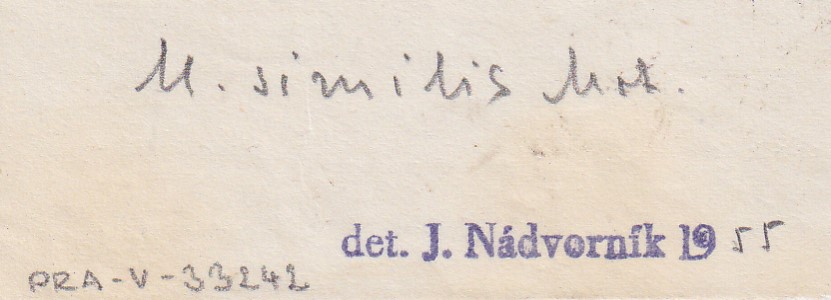 U. similis Mot.
det. J. Nádvorník 1955
PRA-V-33242